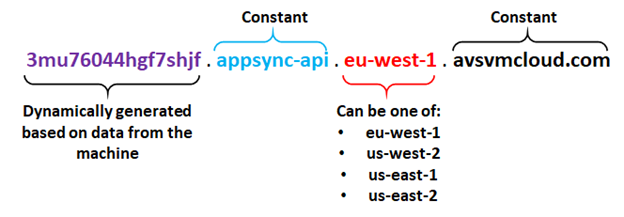 Constant Constant
3mu76044hgf7shjf . appsync-api . eu-west-1 . avsvmcloud.com
Dynamically generated
based on data from the
machine
Can be one of:
• eu-west-1
• us-west-2
• us-east-1
• us-east-2